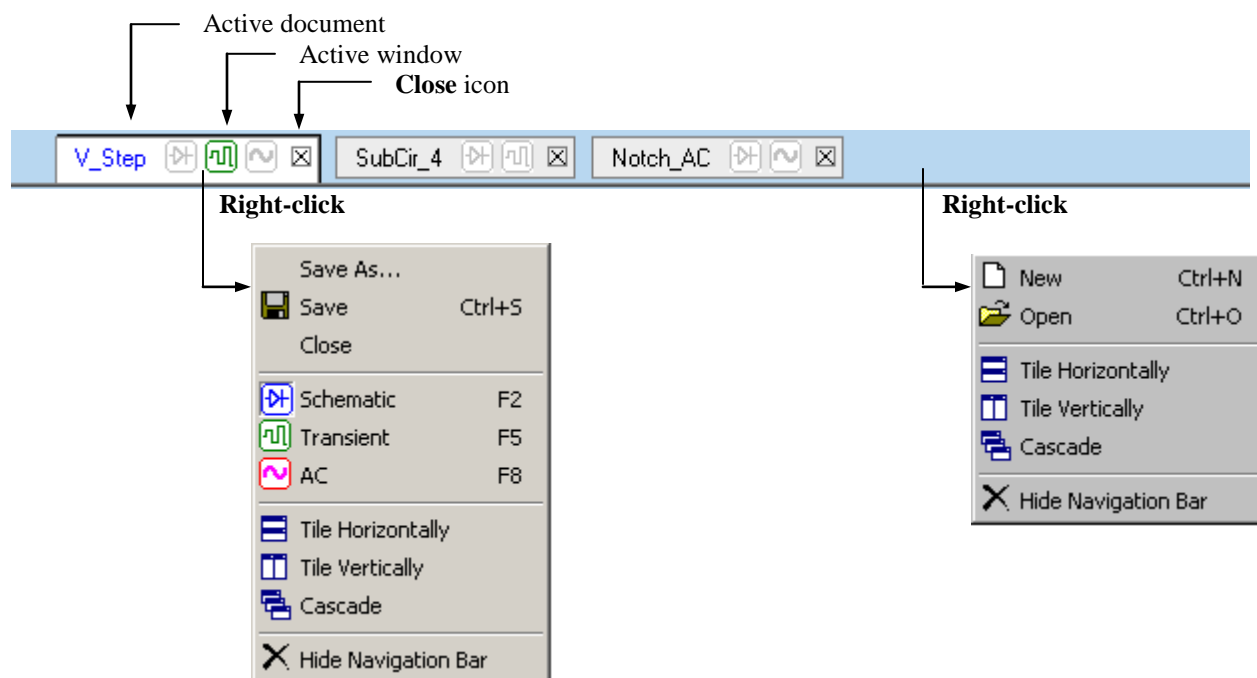 Active document
Active window
Close icon
V_Step SubCir_4 Notch_AC
Right-click
Right-click
Save As...
Save Ctrl+S
Close
Schematic F2
Transient F5
AC F8
Tile Horizontally
Tile Vertically
Cascade
Hide Navigation Bar
New Ctrl+N
Open Ctrl+O
Tile Horizontally
Tile Vertically
Cascade
Hide Navigation Bar